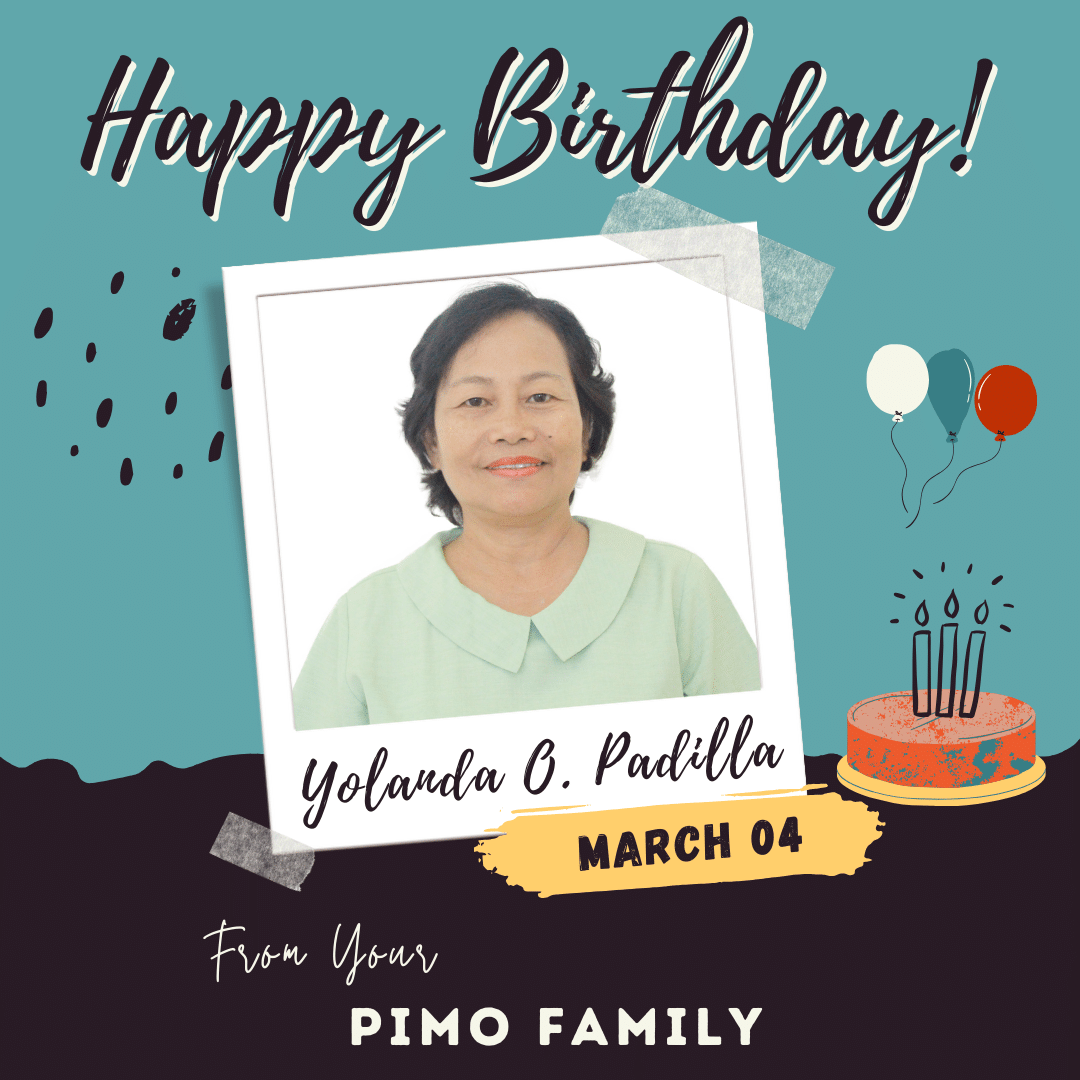 Happy Birthday!
Yolanda O. Padilla
MARCH 04
From Your
PIMO FAMILY